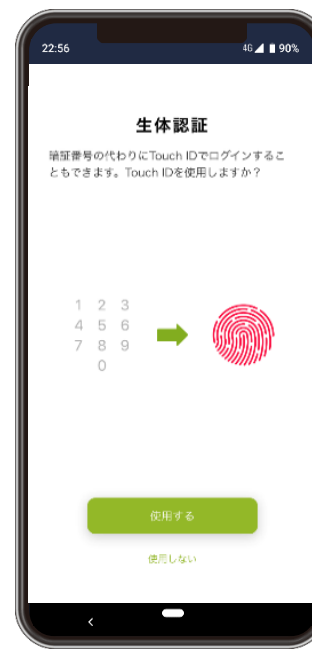 22:56
4G 90%
生体認証
暗証番号の代わりにTouch IDでログインするこ
ともできます。Touch IDを使用しますか？
1 2 3
4 5 6
7 8 9
0
使用する
使用しない